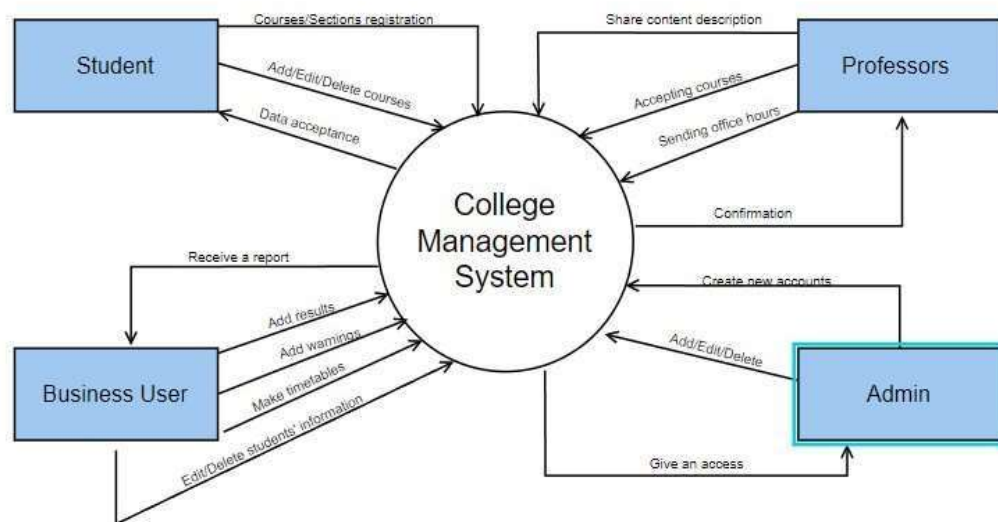 Courses/Sections registration
Share content description
Student
Professors
Add/Edit/Delete courses
Accepting courses
Data acceptance
Sending office hours
College
Management
System
Confirmation
Receive a report
Create new accounts
Add results
Add warnings
Add/Edit/Delete
Business User
Make timetables
Admin
Edit/Delete students' information
Give an access